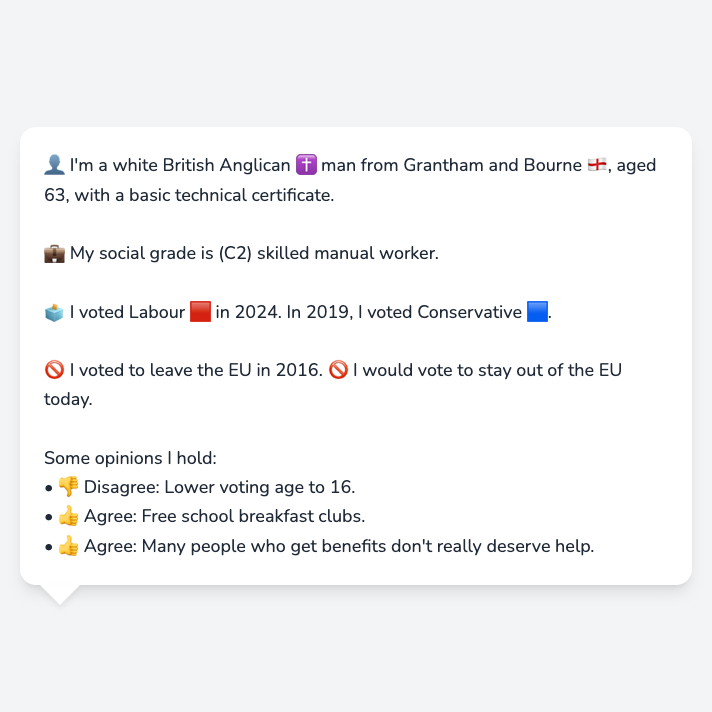 👤 I'm a white British Anglican ✝️ man from Grantham and Bourne 🏴󠁧󠁢󠁥󠁮󠁧󠁿, aged
63, with a basic technical certificate.
💼 My social grade is (C2) skilled manual worker.
🗳️ I voted Labour 🟥 in 2024. In 2019, I voted Conservative 🟦.
🚫 I voted to leave the EU in 2016. 🚫 I would vote to stay out of the EU
today.
Some opinions I hold:
• 👎 Disagree: Lower voting age to 16.
• 👍 Agree: Free school breakfast clubs.
• 👍 Agree: Many people who get benefits don't really deserve help.